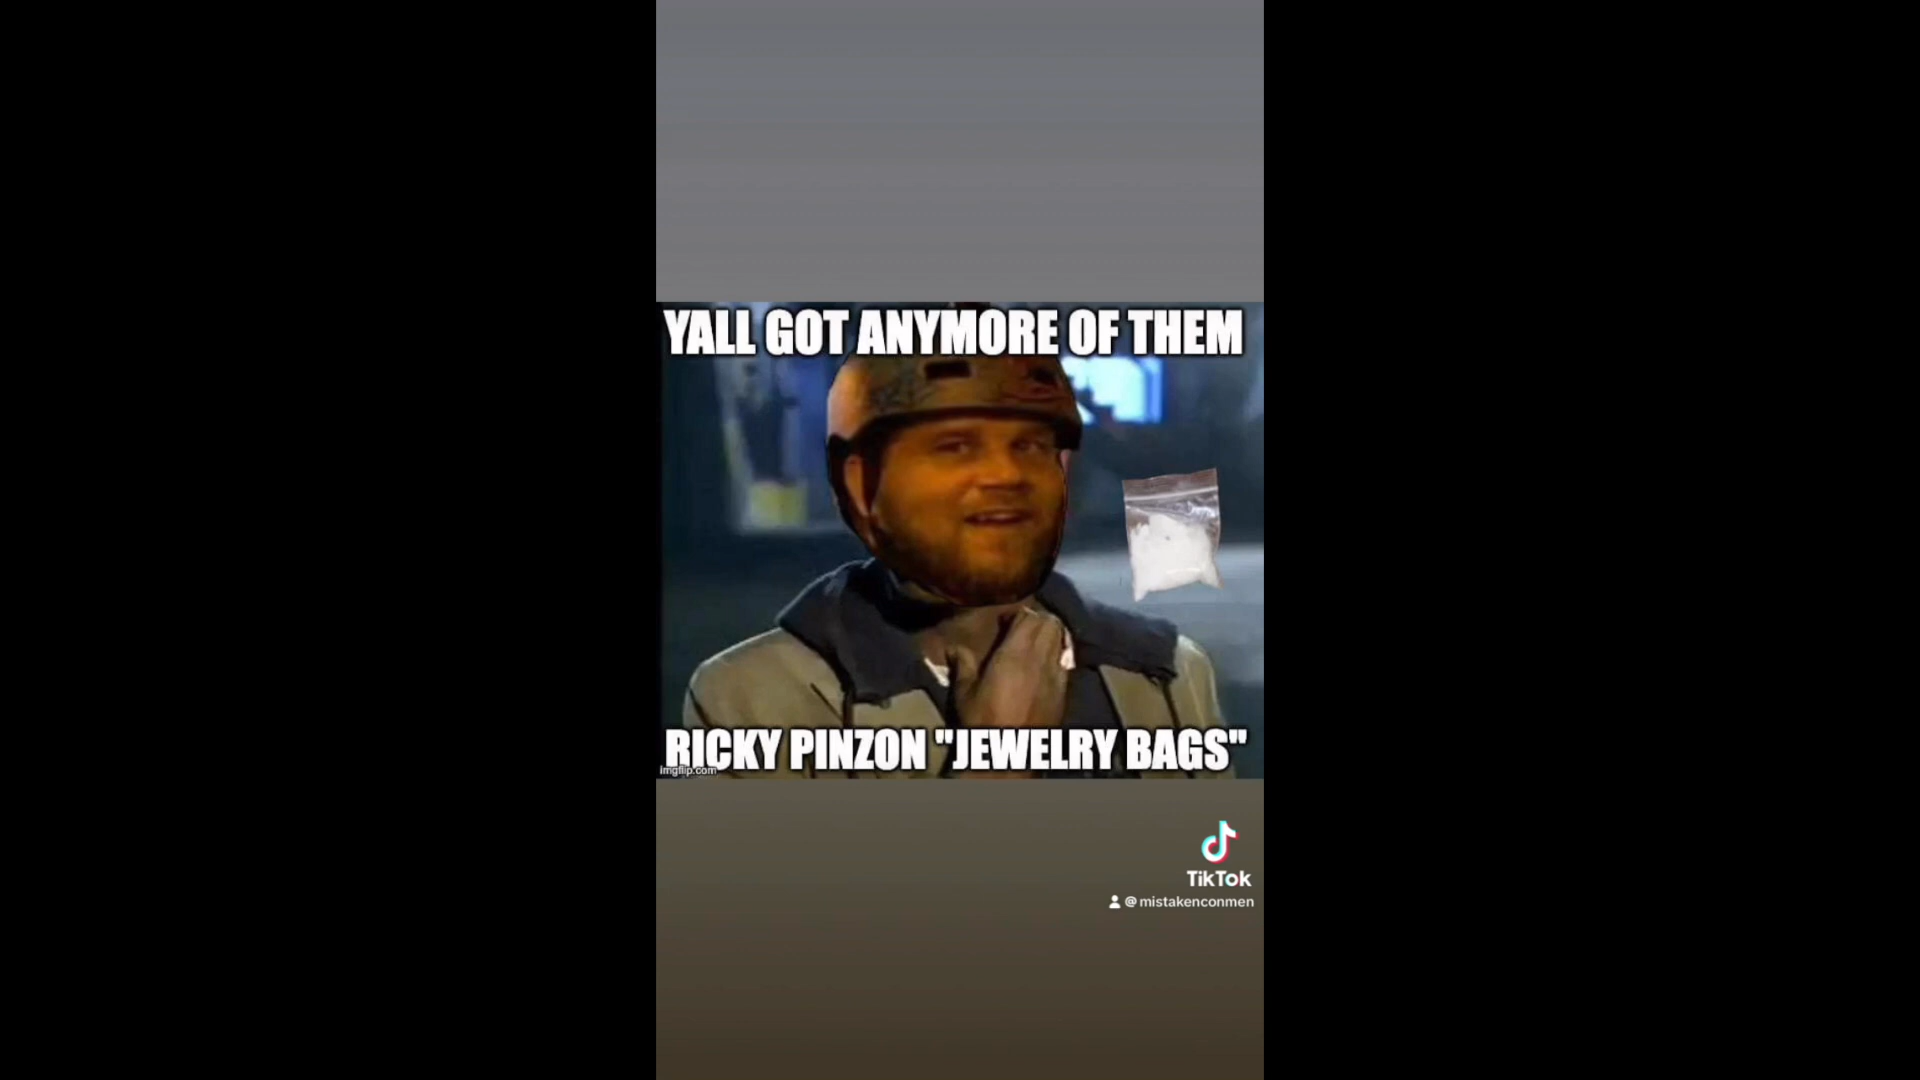 YALL GOT ANYMORE OF THEM
RICKY PINZON "JEWELRY BAGS"
imgflip.com
TikTok
@mistakenconmen